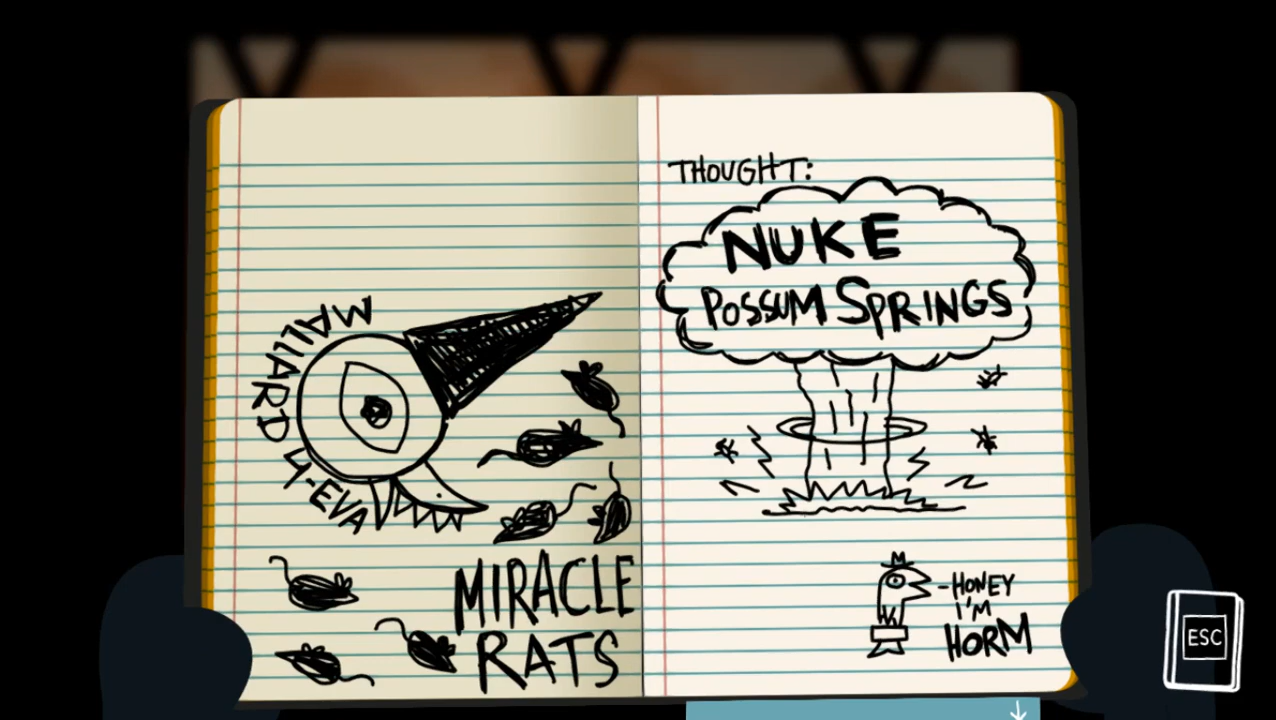 MALLARD
4-EVA
MIRACLE
RATS
THOUGHT:
NUKE
POSSUM SPRINGS
-HONEY
I'M
HORM
ESC